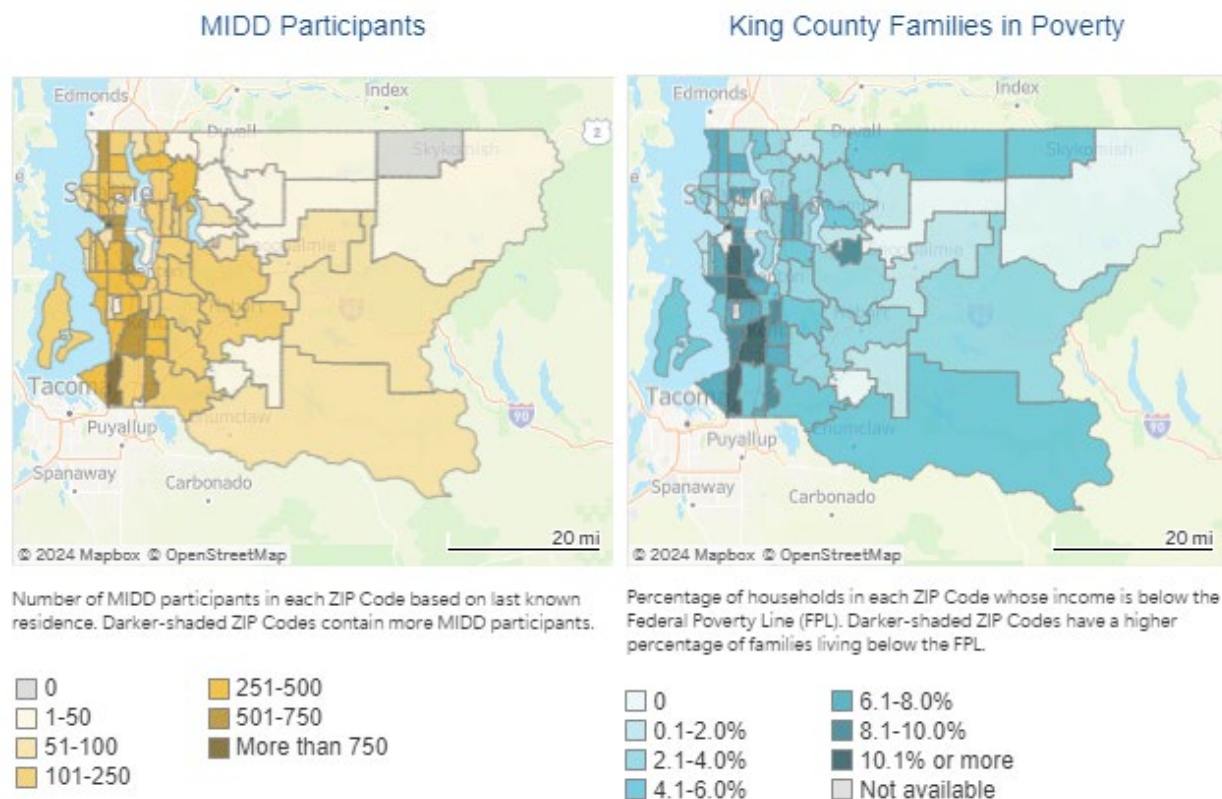 MIDD Participants
King County Families in Poverty
Edmonds
Index
Duvall
2
Skykomish
e
Seattle
Tacoma
Enumclaw
90
Puyallup
Spanaway
Carbonado
20 mi
© 2024 Mapbox © OpenStreetMap
Edmonds
Index
Duvall
2
Skykomish
e
Seattle
Snoqualmie
Tacoma
Enumclaw
90
Puyallup
Spanaway
Carbonado
20 mi
© 2024 Mapbox © OpenStreetMap
Number of MIDD participants in each ZIP Code based on last known
residence. Darker-shaded ZIP Codes contain more MIDD participants.
0
1-50
51-100
101-250
251-500
501-750
More than 750
Percentage of households in each ZIP Code whose income is below the
Federal Poverty Line (FPL). Darker-shaded ZIP Codes have a higher
percentage of families living below the FPL.
0
0.1-2.0%
2.1-4.0%
4.1-6.0%
6.1-8.0%
8.1-10.0%
10.1% or more
Not available